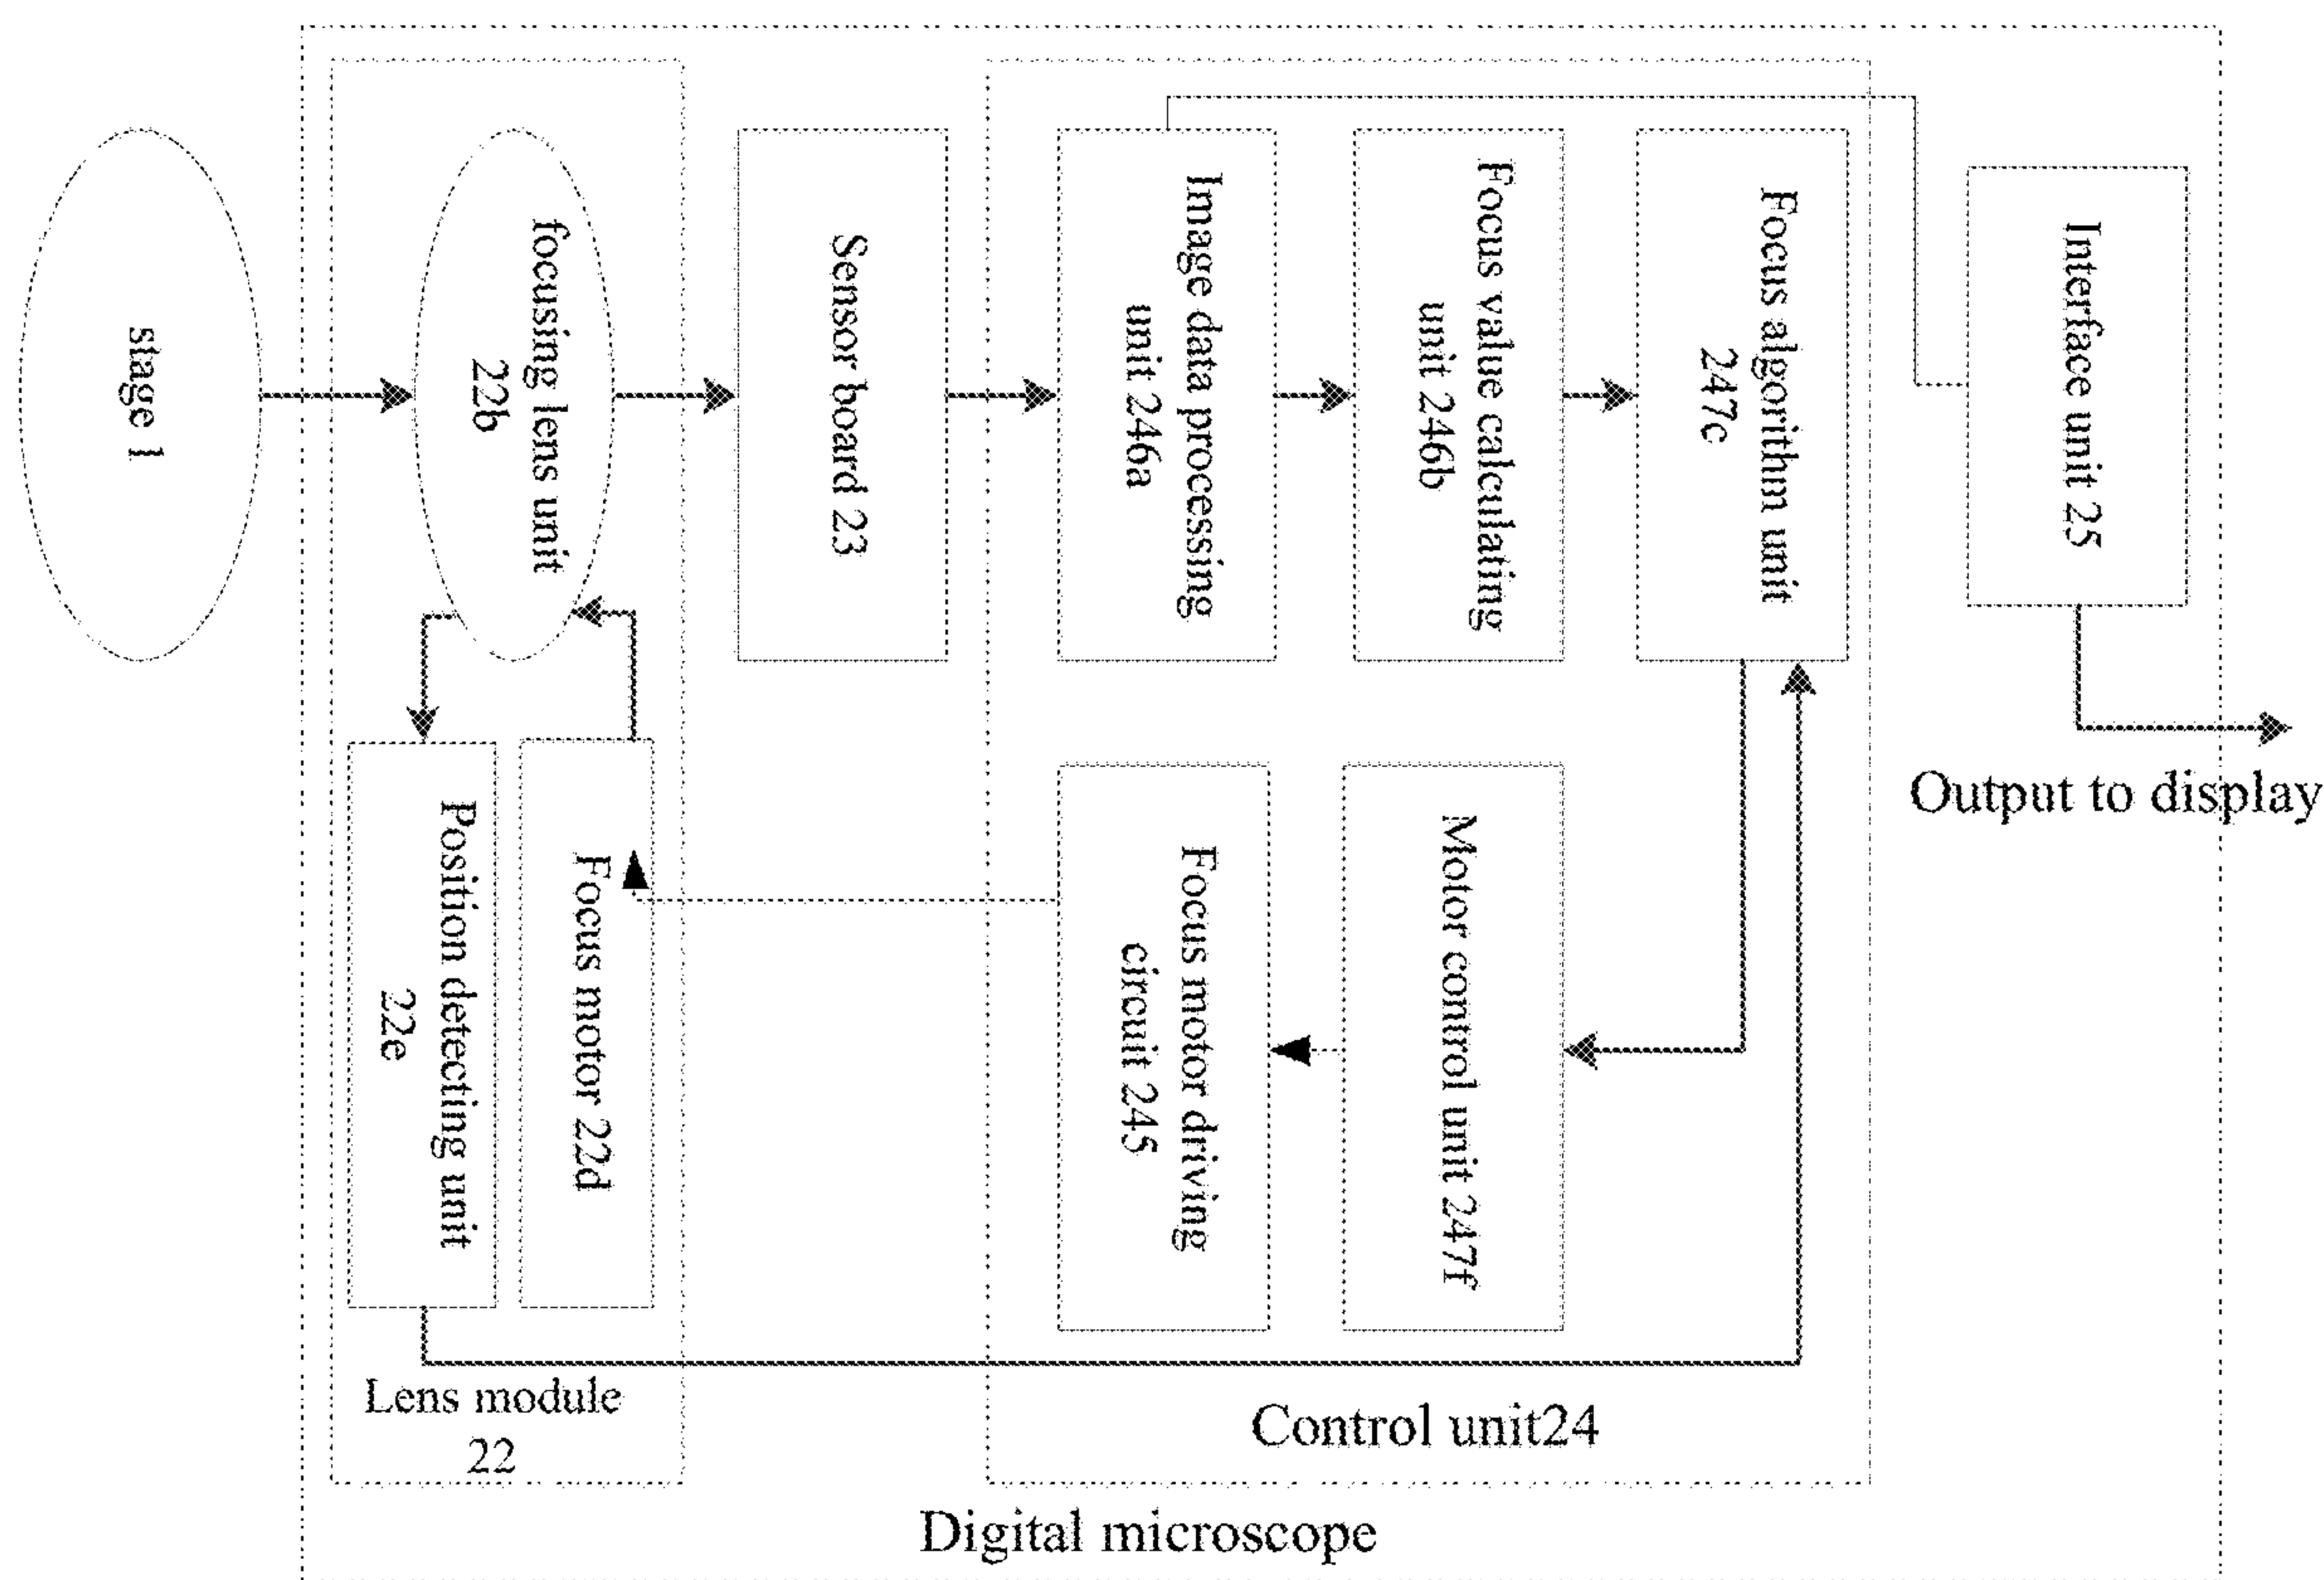 stage 1
focusing lens unit
22b
Sensor board 23
Image data processing
unit 246a
Focus value calculating
unit 246b
Focus algorithm unit
247c
Interface unit 25
Output to display
Position detecting unit
22e
Focus motor 22d
Focus motor driving
circuit 245
Motor control unit 247f
Lens module
22
Control unit24
Digital microscope